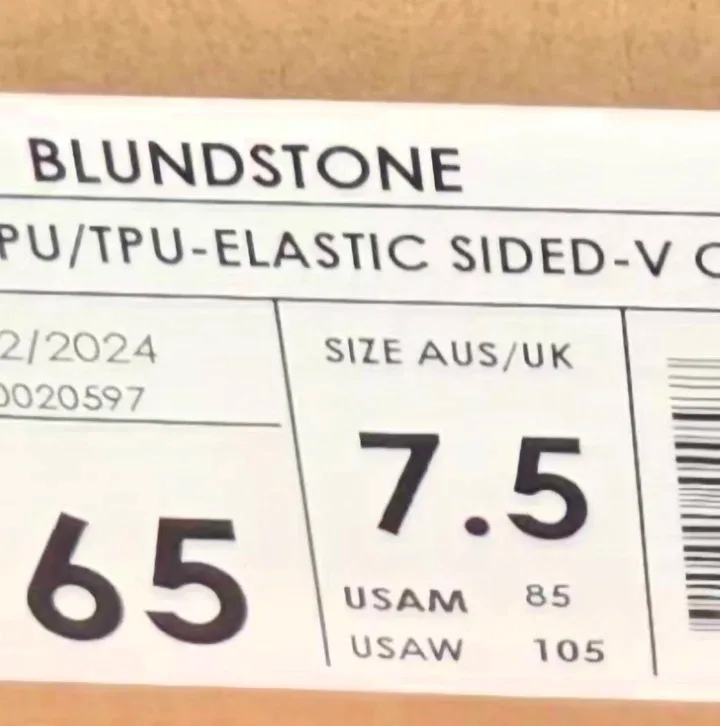 BLUNDSTONE
PU/TPU-ELASTIC SIDED-V
2/2024
0020597
65
SIZE AUS/UK
7.5
USAM 85
USAW 105